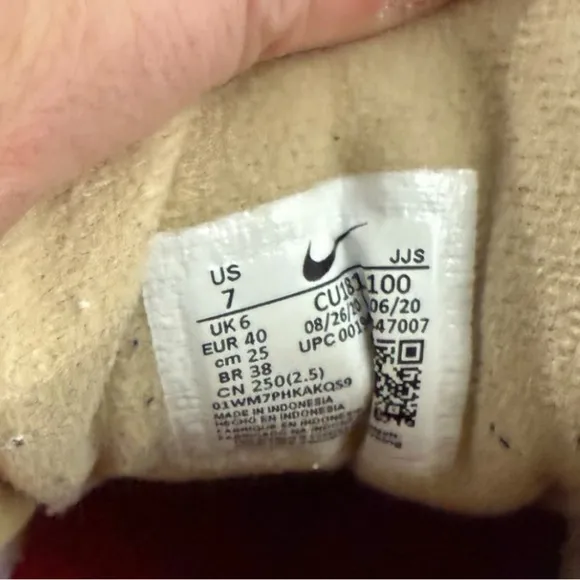 US
7
JJS
UK 6
EUR 40
cm 25
BR 38
CN 250(2.5)
01WM7PHKAKQS9
MADE IN INDONESIA
HECHO EN INDONESIA
100
08/26/20
06/20
UPC 001
47007